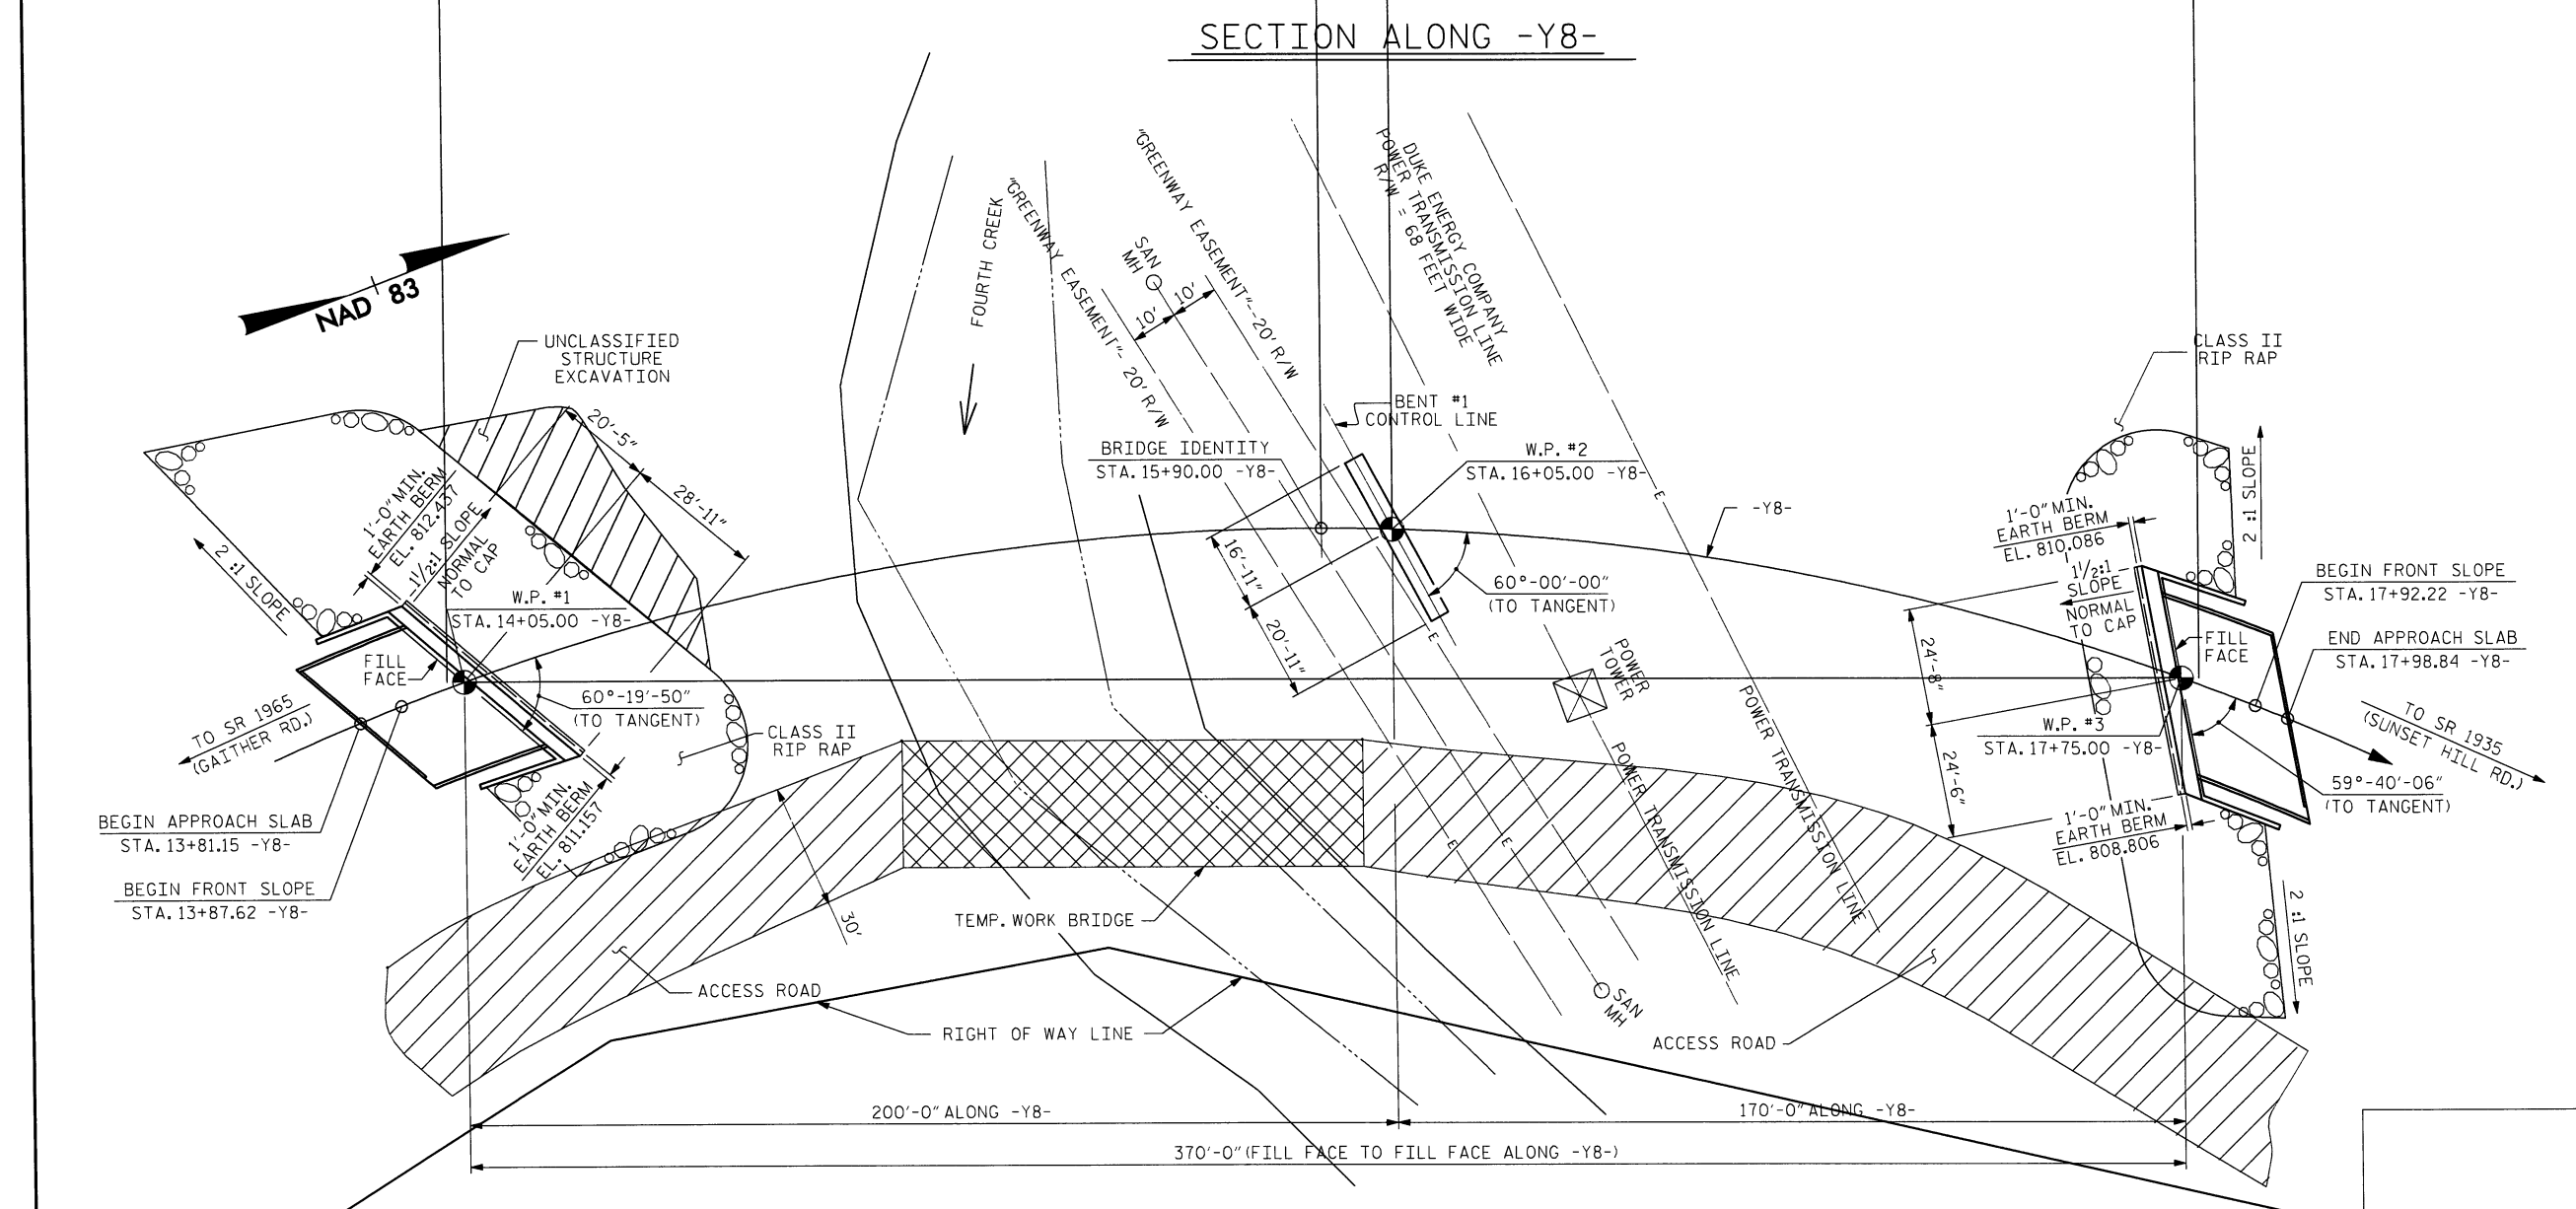 SECTION ALONG -Y8-
NAD 83
UNCLASSIFIED
STRUCTURE
EXCAVATION
20'-5"
28'-11"
1'-0" MIN.
EARTH BERM
EL. 812.437
1½:1 SLOPE
NORMAL
TO CAP
2 :1 SLOPE
W.P. #1
STA. 14+05.00 -Y8-
FILL
FACE
60°-19'-50"
(TO TANGENT)
TO SR 1965
(GAITHER RD.)
CLASS II
RIP RAP
1'-0" MIN.
EARTH BERM
EL. 811.157
BEGIN APPROACH SLAB
STA. 13+81.15 -Y8-
BEGIN FRONT SLOPE
STA. 13+87.62 -Y8-
30'
ACCESS ROAD
FOURTH CREEK
"GREENWAY EASEMENT"- 20' R/W
SAN
MH
10'
10'
"GREENWAY EASEMENT"--20' R/W
DUKE ENERGY COMPANY
POWER TRANSMISSION LINE
R/W = 68 FEET WIDE
BENT #1
CONTROL LINE
BRIDGE IDENTITY
STA. 15+90.00 -Y8-
W.P. #2
STA. 16+05.00 -Y8-
E
-Y8-
16'-11"
20'-11"
60°-00'-00"
(TO TANGENT)
E
POWER
TOWER
POWER TRANSMISSION LINE
POWER TRANSMISSION LINE
E
E
TEMP. WORK BRIDGE
RIGHT OF WAY LINE
SAN
MH
ACCESS ROAD
CLASS II
RIP RAP
2 :1 SLOPE
1'-0" MIN.
EARTH BERM
EL. 810.086
1½:1
SLOPE
NORMAL
TO CAP
FILL
FACE
BEGIN FRONT SLOPE
STA. 17+92.22 -Y8-
END APPROACH SLAB
STA. 17+98.84 -Y8-
24'-8"
24'-6"
W.P. #3
STA. 17+75.00 -Y8-
TO SR 1935
(SUNSET HILL RD.)
59°-40'-06"
(TO TANGENT)
1'-0" MIN.
EARTH BERM
EL. 808.806
2 :1 SLOPE
200'-0" ALONG -Y8-
170'-0" ALONG -Y8-
370'-0" (FILL FACE TO FILL FACE ALONG -Y8-)